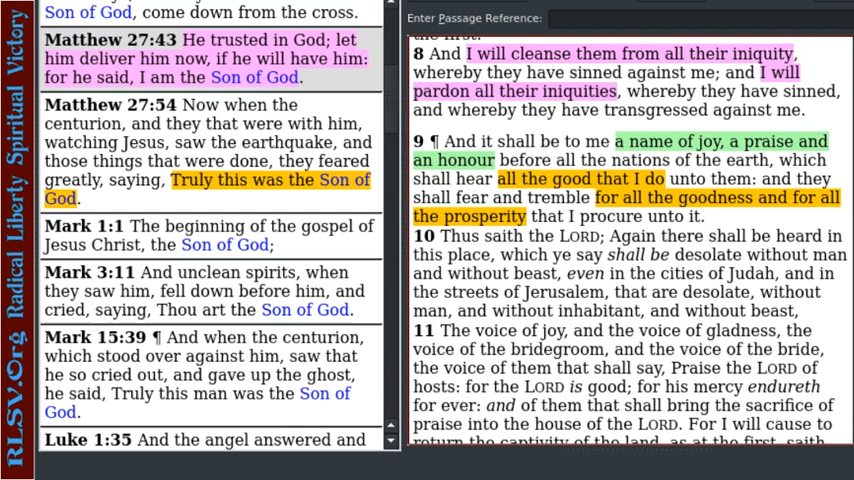 RLSV.Org Radical Liberty Spiritual Victory
Son of God, come down from the cross.
Matthew 27:43 He trusted in God; let
him deliver him now, if he will have him:
for he said, I am the Son of God.
Matthew 27:54 Now when the
centurion, and they that were with him,
watching Jesus, saw the earthquake, and
those things that were done, they feared
greatly, saying, Truly this was the Son of
God.
Mark 1:1 The beginning of the gospel of
Jesus Christ, the Son of God;
Mark 3:11 And unclean spirits, when
they saw him, fell down before him, and
cried, saying, Thou art the Son of God.
Mark 15:39 ¶ And when the centurion,
which stood over against him, saw that
he so cried out, and gave up the ghost,
he said, Truly this man was the Son of
God.
Luke 1:35 And the angel answered and
Enter Passage Reference:
the first.
8 And I will cleanse them from all their iniquity,
whereby they have sinned against me; and I will
pardon all their iniquities, whereby they have sinned,
and whereby they have transgressed against me.
9 ¶ And it shall be to me a name of joy, a praise and
an honour before all the nations of the earth, which
shall hear all the good that I do unto them: and they
shall fear and tremble for all the goodness and for all
the prosperity that I procure unto it.
10 Thus saith the LORD; Again there shall be heard in
this place, which ye say shall be desolate without man
and without beast, even in the cities of Judah, and in
the streets of Jerusalem, that are desolate, without
man, and without inhabitant, and without beast,
11 The voice of joy, and the voice of gladness, the
voice of the bridegroom, and the voice of the bride,
the voice of them that shall say, Praise the LORD of
hosts: for the LORD is good; for his mercy endureth
for ever: and of them that shall bring the sacrifice of
praise into the house of the LORD. For I will cause to
return the captivity of the land, as at the first, saith